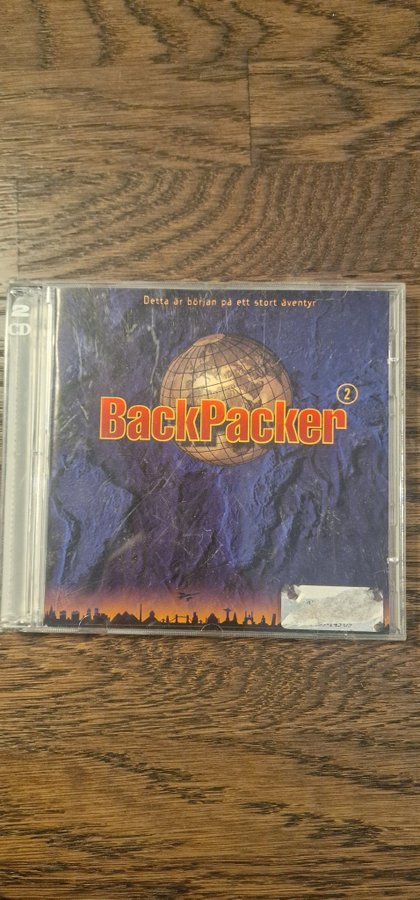 2
CD
Detta är början på ett stort äventyr
BackPacker
2